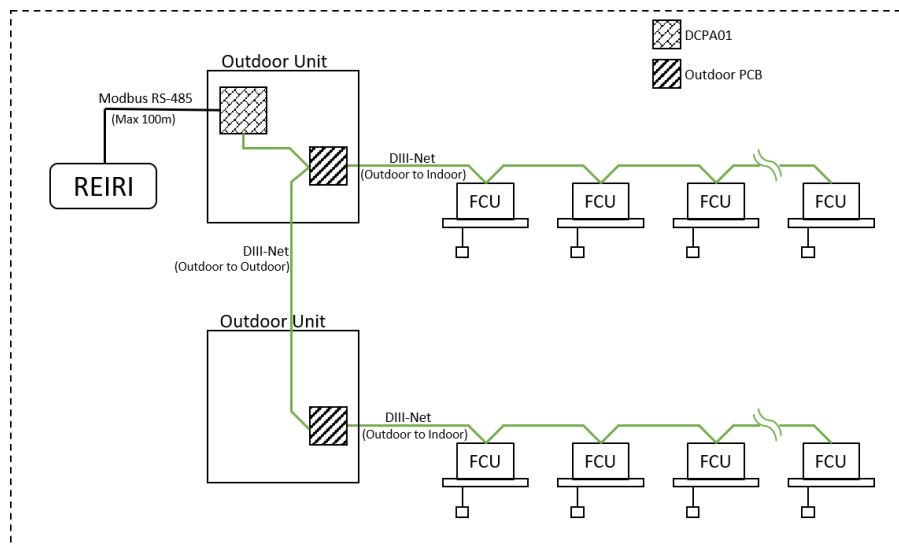 DCPA01
Outdoor PCB
Outdoor Unit
Modbus RS-485
(Max 100m)
REIRI
DIII-Net
(Outdoor to Indoor)
FCU
FCU
FCU
FCU
DIII-Net
(Outdoor to Outdoor)
Outdoor Unit
DIII-Net
(Outdoor to Indoor)
FCU
FCU
FCU
FCU